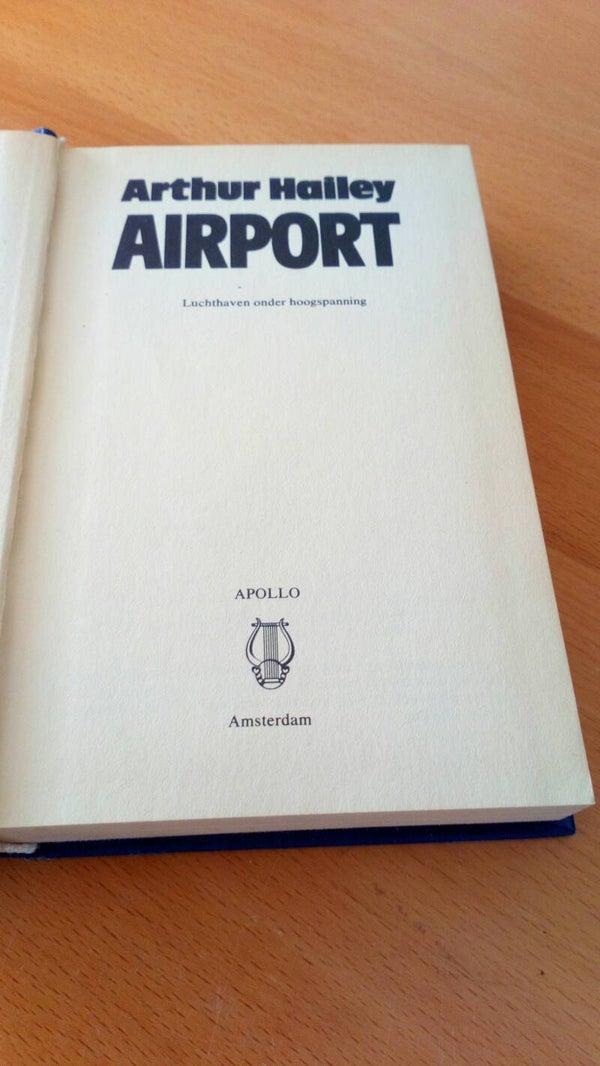 Arthur Hailey
AIRPORT
Luchthaven onder hoogspanning
APOLLO
Amsterdam